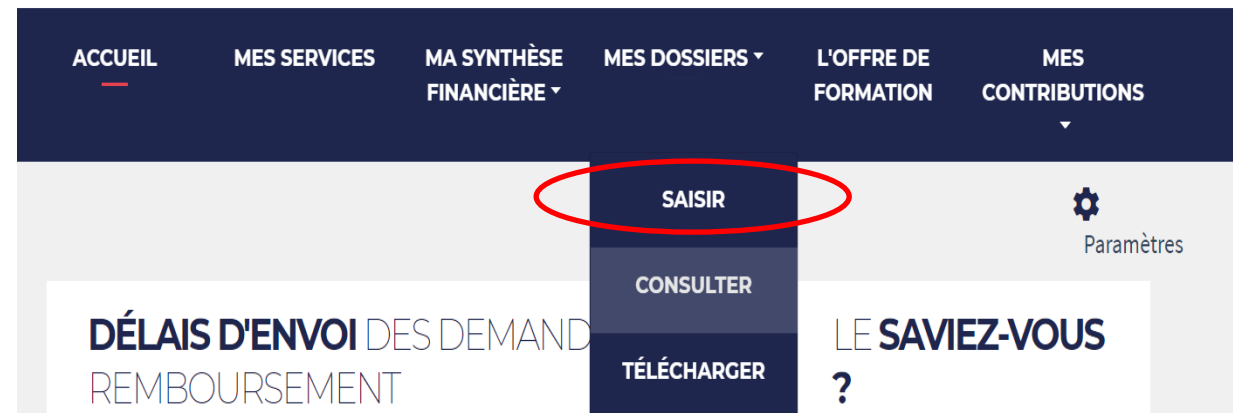 ACCUEIL
MES SERVICES
MA SYNTHÈSE
FINANCIÈRE
MES DOSSIERS
L'OFFRE DE
FORMATION
MES
CONTRIBUTIONS
SAISIR
CONSULTER
TÉLÉCHARGER
Paramètres
DÉLAIS D'ENVOI DES DEMAND
REMBOURSEMENT
LE SAVIEZ-VOUS
?